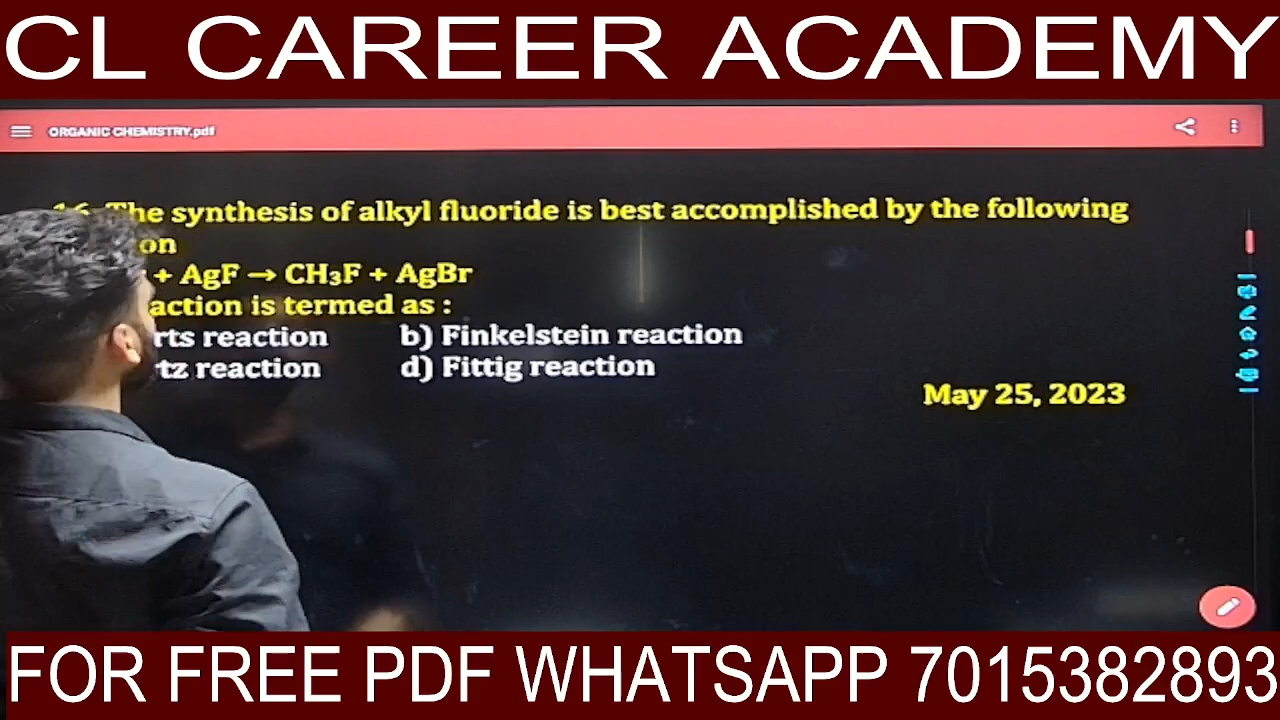 CL CAREER ACADEMY
ORGANIC CHEMISTRY.pdf
16. The synthesis of alkyl fluoride is best accomplished by the following
on
+ AgF → CH₃F + AgBr
action is termed as :
rts reaction b) Finkelstein reaction
tz reaction d) Fittig reaction
May 25, 2023
FOR FREE PDF WHATSAPP 7015382893